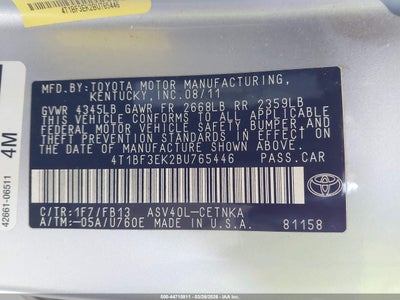 4T1BF3EK2BU765446
MFD.BY:TOYOTA MOTOR MANUFACTURING,
KENTUCKY,INC.08/11
GVWR 4345LB GAWR FR 2668LB RR 2359LB
THIS VEHICLE CONFORMS TO ALL APPLICABLE
FEDERAL MOTOR VEHICLE SAFETY, BUMPER, AND
THEFT PREVENTION STANDARDS IN EFFECT ON
THE DATE OF MANUFACTURE SHOWN ABOVE.
4T1BF3EK2BU765446 PASS.CAR
C/TR:1F7/FB13 ASV40L-CETNKA
A/TM:-05A/U760E MADE IN U.S.A. 81158
TOYOTA
42661-06511
4M